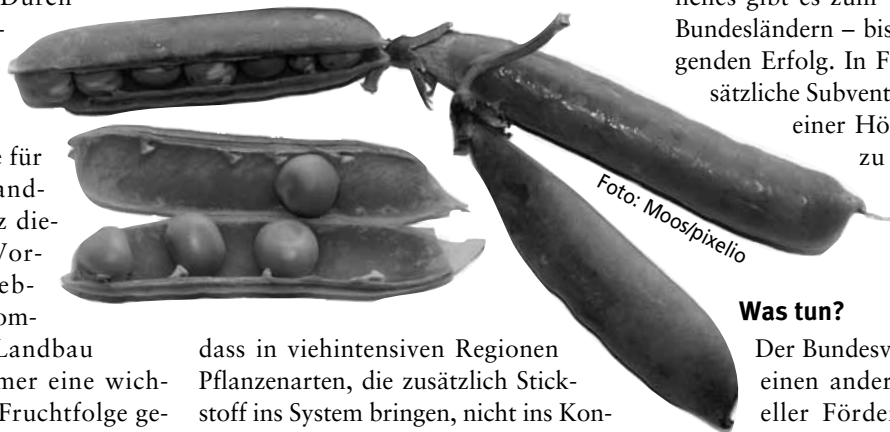 Durch
-
e für
and-
z die-
Vor-
eb-
om-
Landbau
mer eine wich-
Fruchtfolge ge-
dass in viehintensiven Regionen
Pflanzenarten, die zusätzlich Stick-
stoff ins System bringen, nicht ins Kon-
Foto: Moos/pixelio
gibt es zum
Bundesländern – bis
genden Erfolg. In F
sätzliche Subvent
einer Hö
zu
Was tun?
Der Bundesv
einen ander
eller Förder